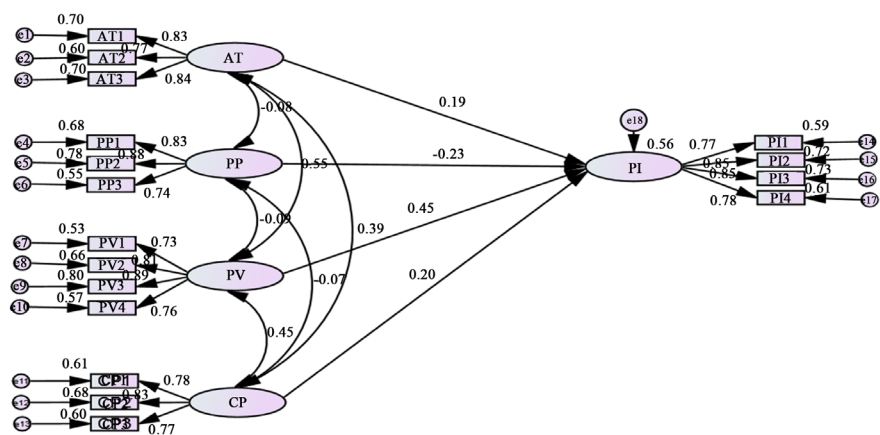 0.70
e1 AT1 0.83
0.60
e2 AT2 0.77 AT
0.70
e3 AT3 0.84
0.19
-0.08
e18
0.68
e4 PP1 0.83
0.78
e5 PP2 0.88 PP
0.55
e6 PP3 0.74
-0.23
0.55
0.56
PI
0.77 PI1 0.59 e14
0.85 PI2 0.72 e15
0.85 PI3 0.73 e16
0.78 PI4 0.61 e17
-0.09
0.45
0.39
0.53
e7 PV1 0.73
0.66
e8 PV2 0.81
0.80
e9 PV3 0.89 PV
0.57
e10 PV4 0.76
-0.07
0.20
0.45
0.61
e11 CP1 0.78
0.68
e12 CP2 0.83 CP
0.60
e13 CP3 0.77